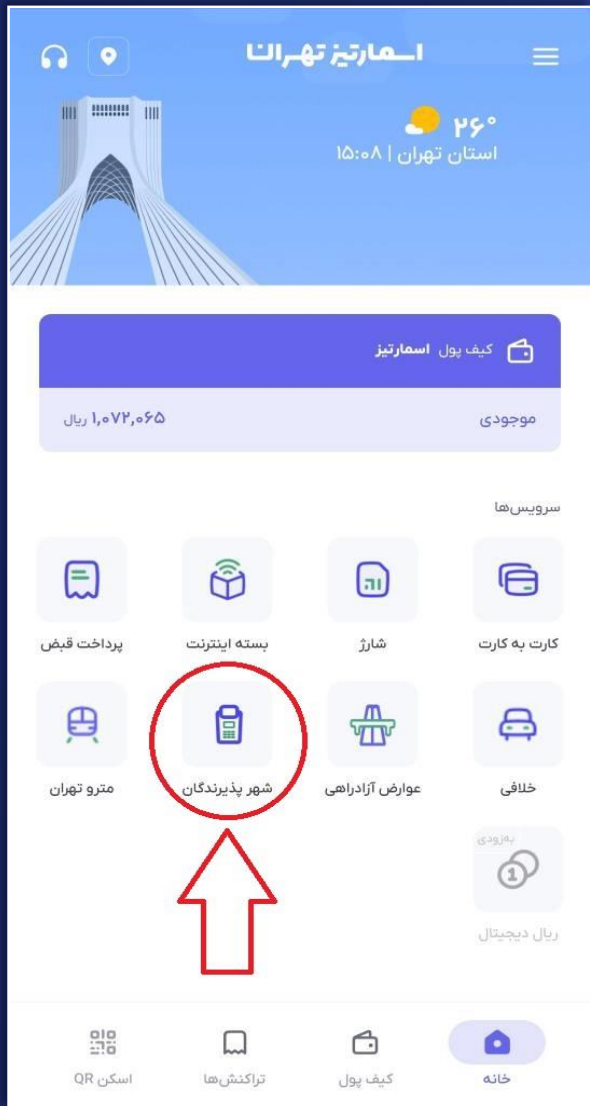 اسمارتیز تهران
۲۶°
استان تهران | ۱۵:۰۸
کیف پول اسمارتیز
موجودی ۱,۰۷۲,۰۶۵ ریال
سرویس‌ها
کارت به کارت شارژ بسته اینترنت پرداخت قبض
خلافی عوارض آزادراهی شهر پذیرندگان مترو تهران
به‌زودی
ریال دیجیتال
خانه کیف پول تراکنش‌ها اسکن QR